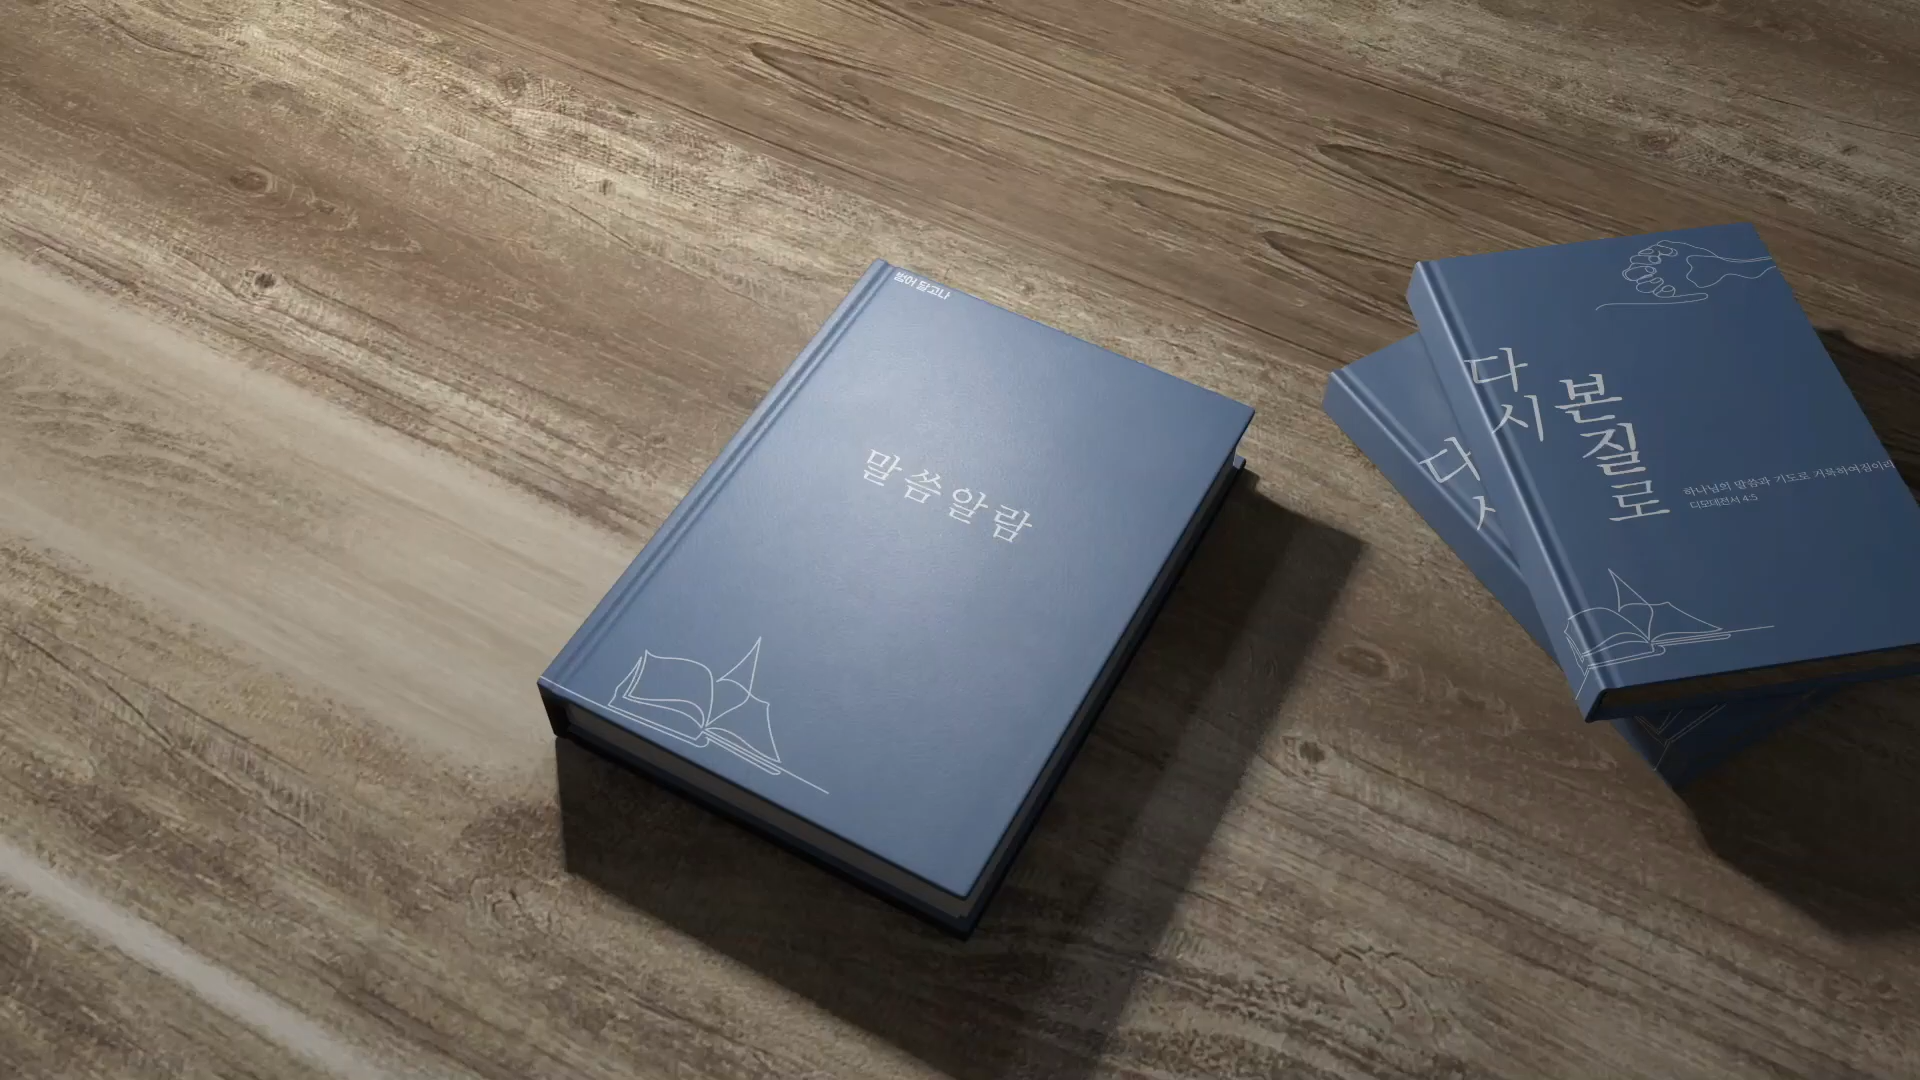 말씀알람
다시
본질로
하나님의 말씀과 기도로 거룩하여짐이라
디모데전서 4:5
다